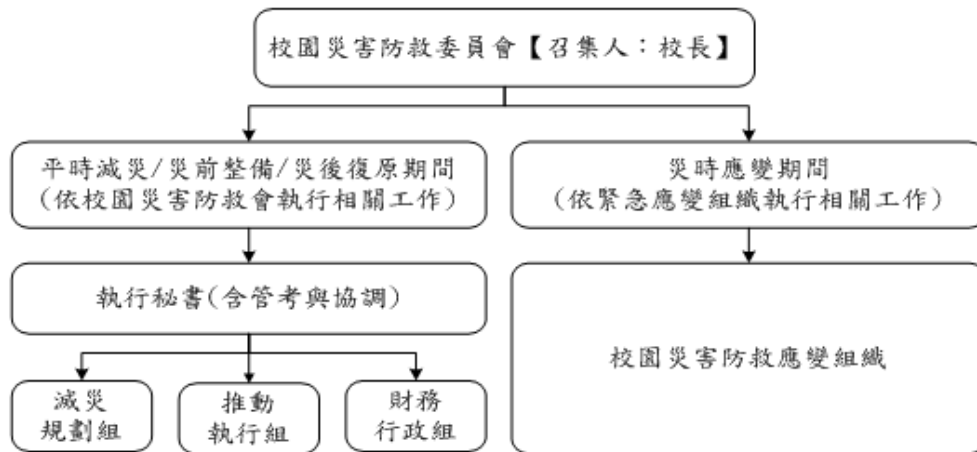 校園災害防救委員會【召集人：校長】
平時減災/災前整備/災後復原期間
(依校園災害防救會執行相關工作)
災時應變期間
(依緊急應變組織執行相關工作)
執行秘書(含管考與協調)
校園災害防救應變組織
減災
規劃組
推動
執行組
財務
行政組